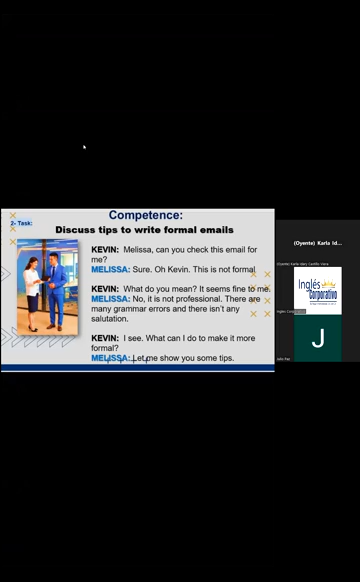 Competence:
2- Task:
Discuss tips to write formal emails
KEVIN: Melissa, can you check this email for
me?
MELISSA: Sure. Oh Kevin. This is not formal
KEVIN: What do you mean? It seems fine to me.
MELISSA: No, it is not professional. There are
many grammar errors and there isn't any
salutation.
KEVIN: I see. What can I do to make it more
formal?
MELISSA: Let me show you some tips.
(Oyente) Karla Id...
Inglés
Corporativo
J